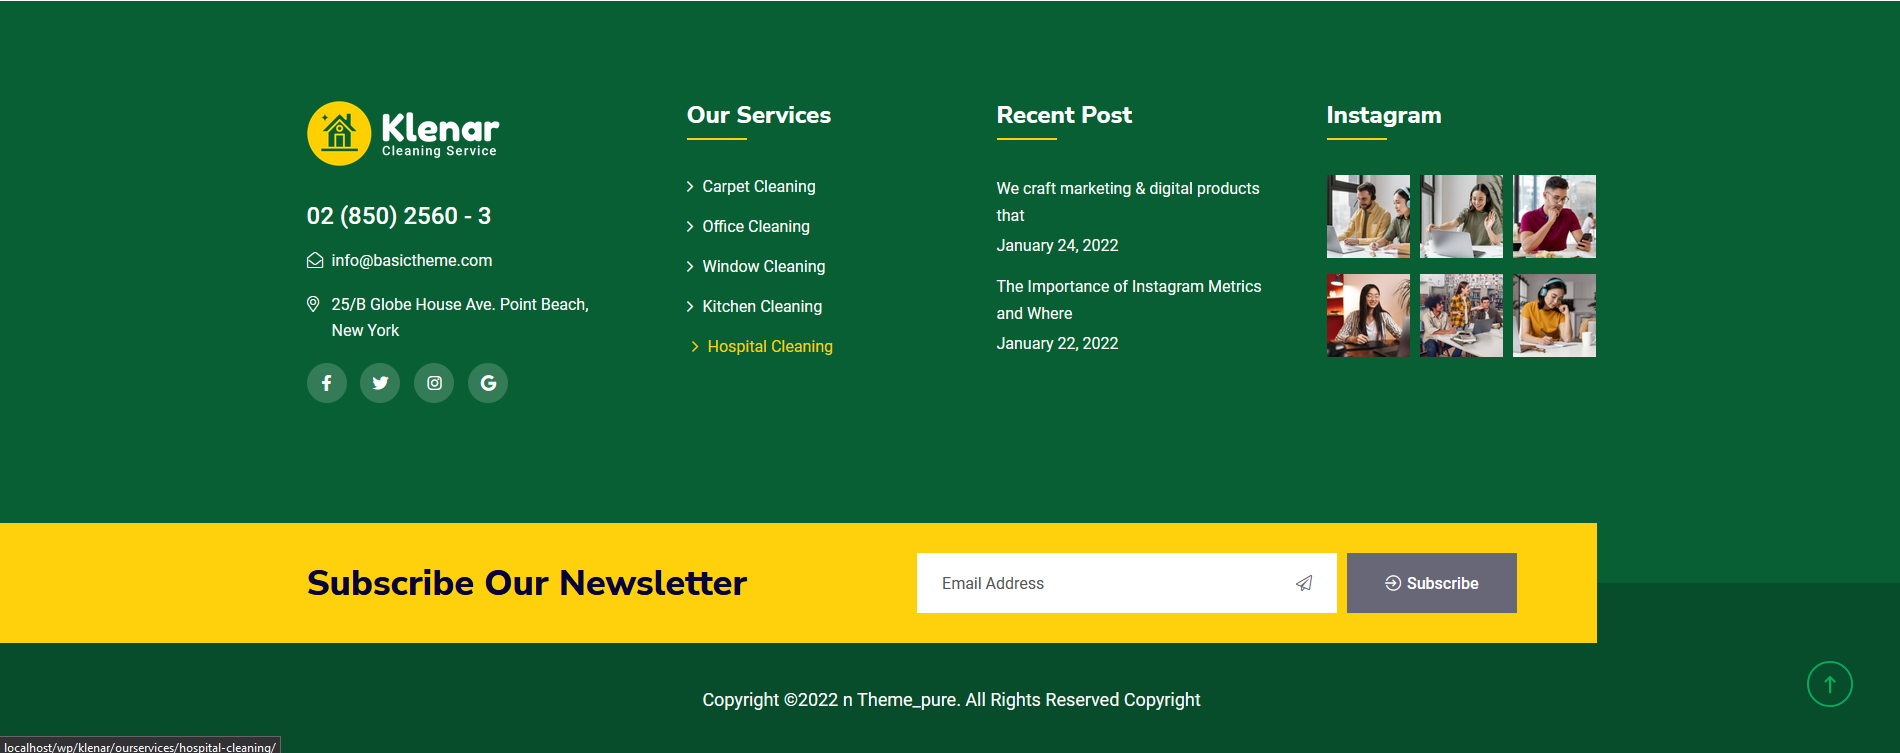 Klenar
Cleaning Service
02 (850) 2560 - 3
info@basictheme.com
25/B Globe House Ave. Point Beach,
New York
Our Services
Carpet Cleaning
Office Cleaning
Window Cleaning
Kitchen Cleaning
Hospital Cleaning
Recent Post
We craft marketing & digital products
that
January 24, 2022
The Importance of Instagram Metrics
and Where
January 22, 2022
Instagram
Subscribe Our Newsletter
Email Address
Subscribe
Copyright ©2022 n Theme_pure. All Rights Reserved Copyright
localhost/wp/klenar/ourservices/hospital-cleaning/